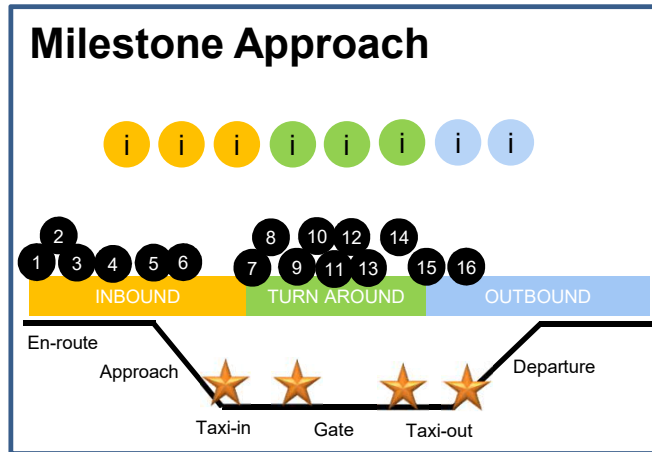 Milestone Approach
i i i i i i i i
2 8 10 12 14
1 3 4 5 6 7 9 11 13 15 16
INBOUND TURN AROUND OUTBOUND
En-route
Approach Departure
Taxi-in Gate Taxi-out